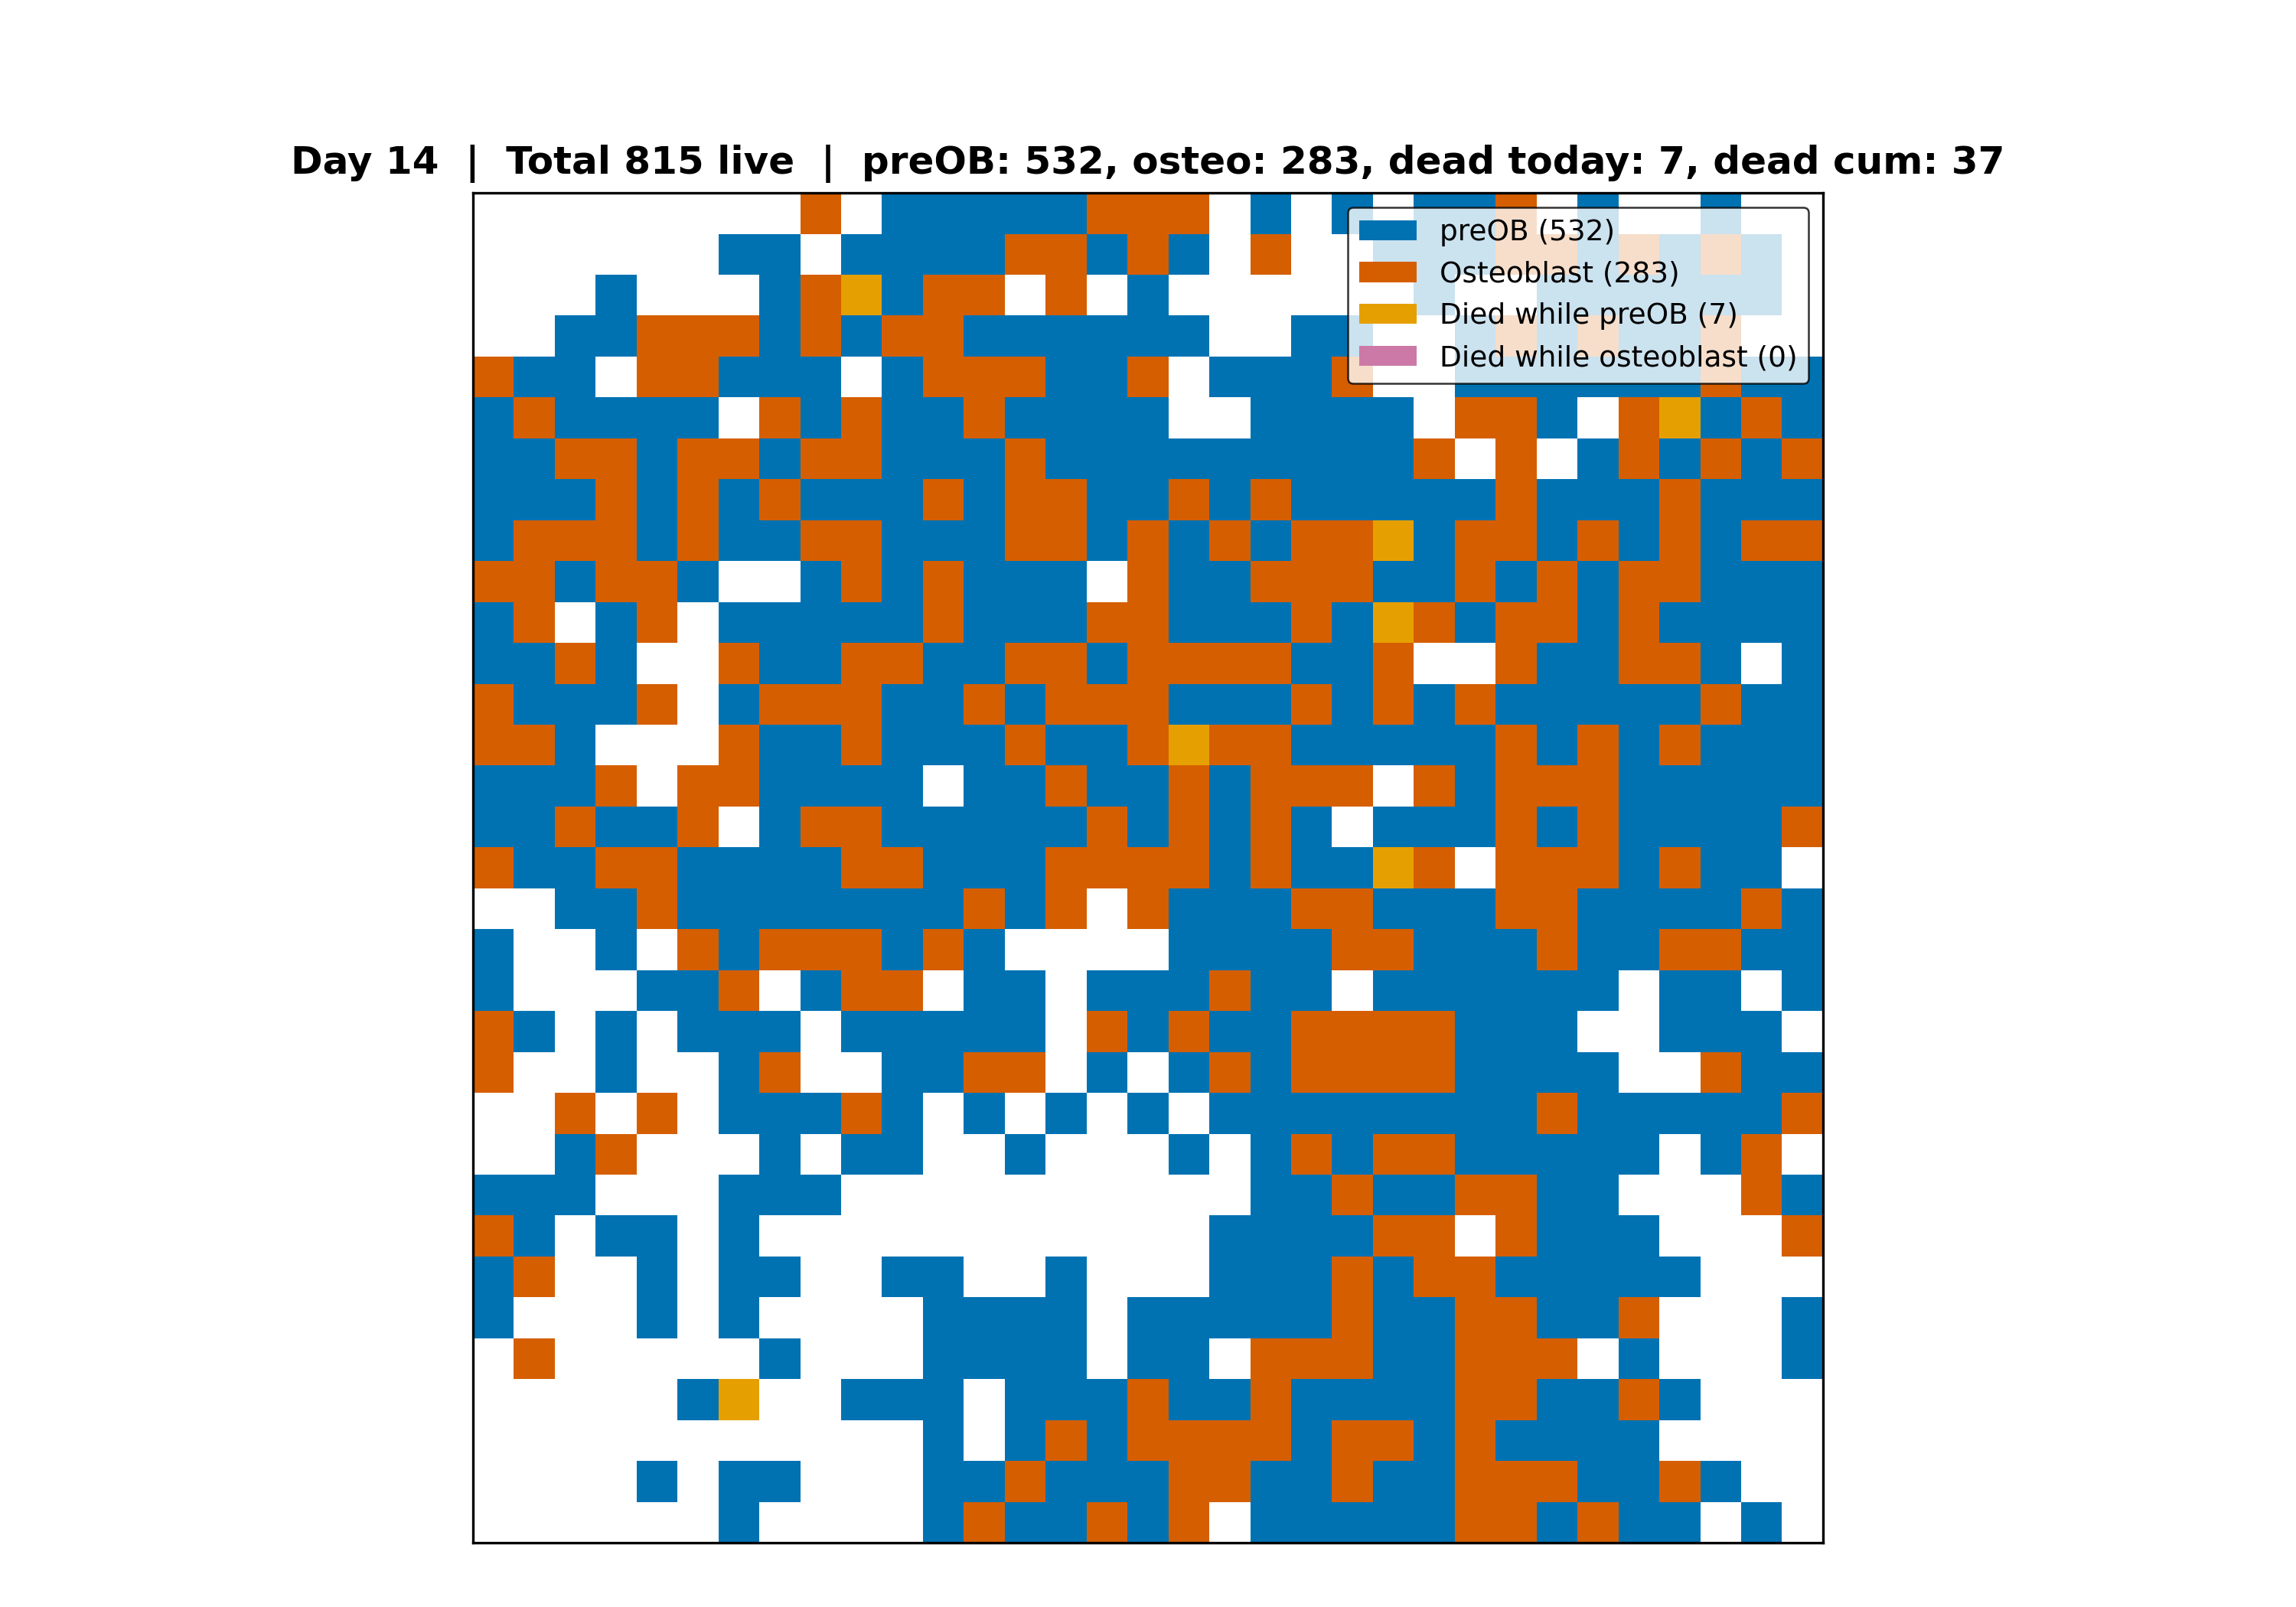 Day 14 | Total 815 live | preOB: 532, osteo: 283, dead today: 7, dead cum: 37
preOB (532)
Osteoblast (283)
Died while preOB (7)
Died while osteoblast (0)